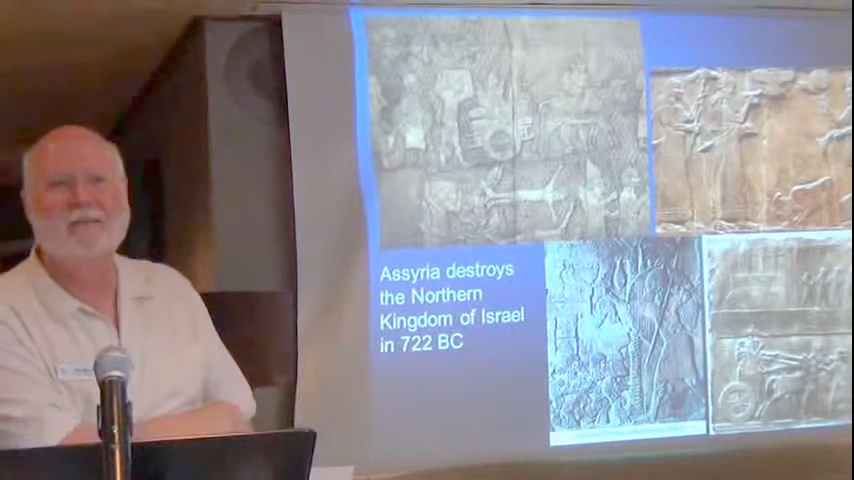 Assyria destroys
the Northern
Kingdom of Israel
in 722 BC